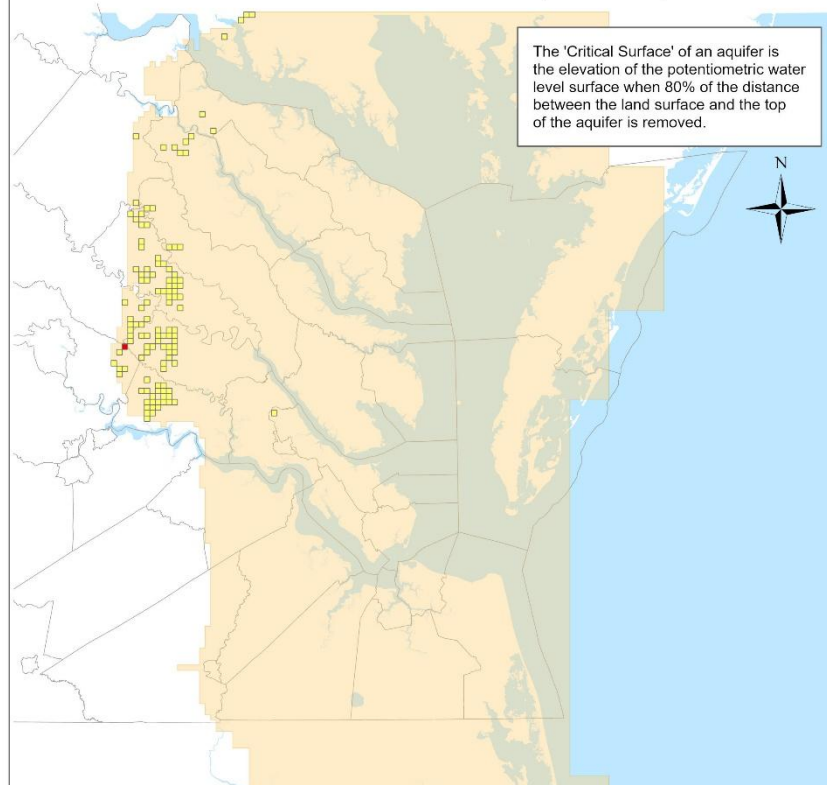 The 'Critical Surface' of an aquifer is
the elevation of the potentiometric water
level surface when 80% of the distance
between the land surface and the top
of the aquifer is removed.
N